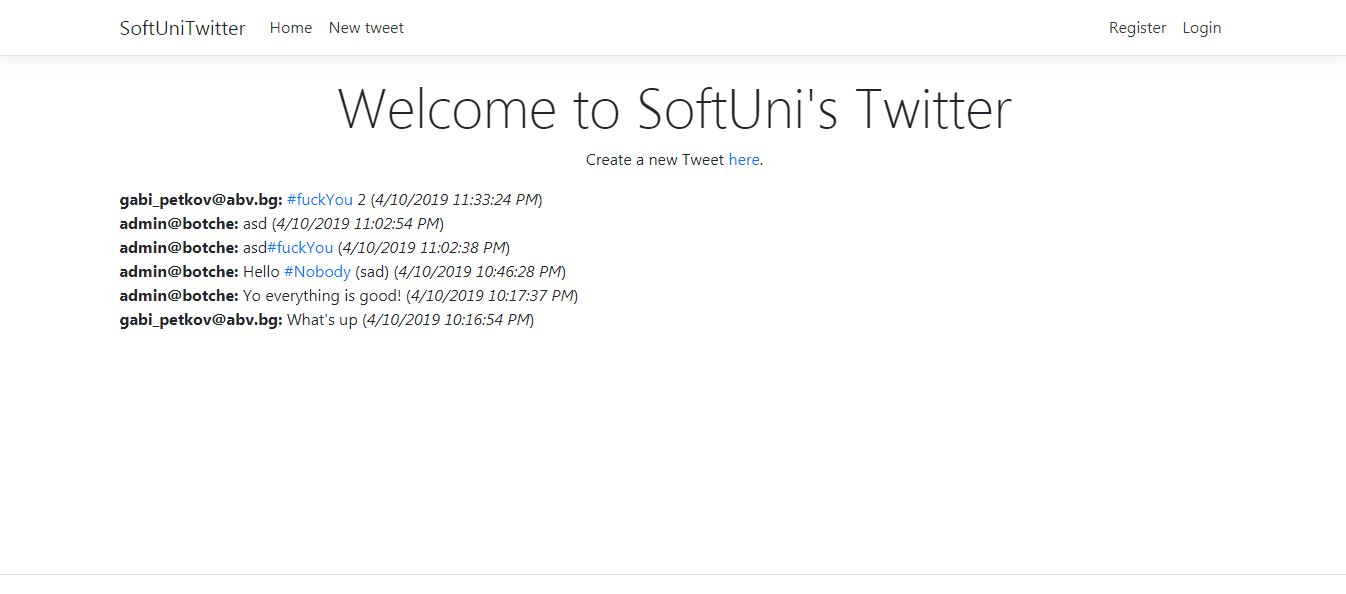 SoftUniTwitter Home New tweet Register Login
Welcome to SoftUni's Twitter
Create a new Tweet here.
gabi_petkov@abv.bg: #fuckYou 2 (4/10/2019 11:33:24 PM)
admin@botche: asd (4/10/2019 11:02:54 PM)
admin@botche: asd#fuckYou (4/10/2019 11:02:38 PM)
admin@botche: Hello #Nobody (sad) (4/10/2019 10:46:28 PM)
admin@botche: Yo everything is good! (4/10/2019 10:17:37 PM)
gabi_petkov@abv.bg: What's up (4/10/2019 10:16:54 PM)